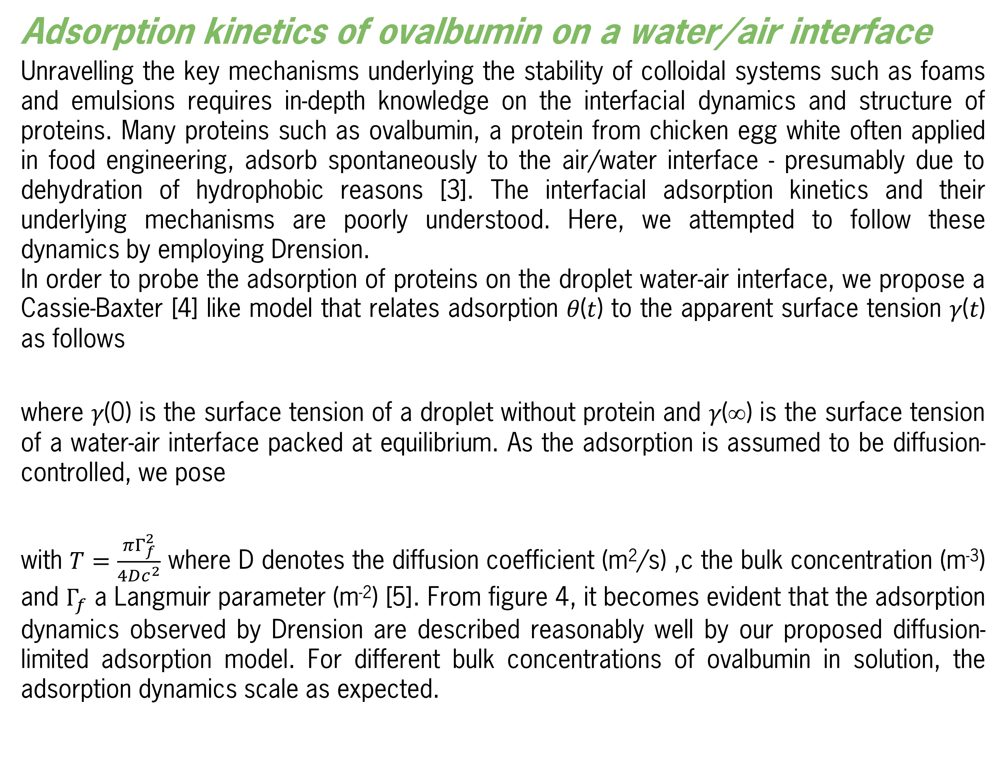 Adsorption kinetics of ovalbumin on a water/air interface
Unravelling the key mechanisms underlying the stability of colloidal systems such as foams
and emulsions requires in-depth knowledge on the interfacial dynamics and structure of
proteins. Many proteins such as ovalbumin, a protein from chicken egg white often applied
in food engineering, adsorb spontaneously to the air/water interface - presumably due to
dehydration of hydrophobic reasons [3]. The interfacial adsorption kinetics and their
underlying mechanisms are poorly understood. Here, we attempted to follow these
dynamics by employing Drension.
In order to probe the adsorption of proteins on the droplet water-air interface, we propose a
Cassie-Baxter [4] like model that relates adsorption θ(t) to the apparent surface tension γ(t)
as follows
where γ(0) is the surface tension of a droplet without protein and γ(∞) is the surface tension
of a water-air interface packed at equilibrium. As the adsorption is assumed to be diffusion-
controlled, we pose
with T = πΓ_f^2 / 4Dc^2 where D denotes the diffusion coefficient (m²/s) ,c the bulk concentration (m⁻³)
and Γ_f a Langmuir parameter (m⁻²) [5]. From figure 4, it becomes evident that the adsorption
dynamics observed by Drension are described reasonably well by our proposed diffusion-
limited adsorption model. For different bulk concentrations of ovalbumin in solution, the
adsorption dynamics scale as expected.